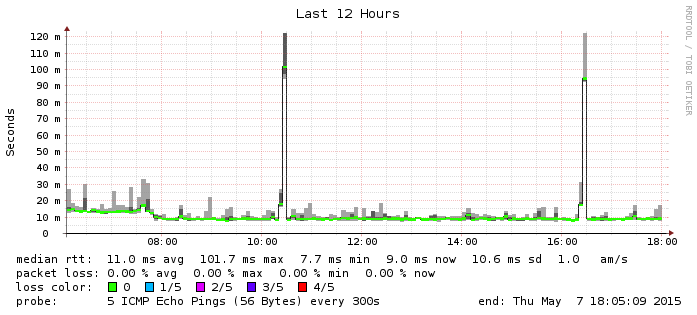 Last 12 Hours
RRDTOOL / TOBI OETIKER
Seconds
120 m
110 m
100 m
90 m
80 m
70 m
60 m
50 m
40 m
30 m
20 m
10 m
0
08:00 10:00 12:00 14:00 16:00 18:00
median rtt: 11.0 ms avg 101.7 ms max 7.7 ms min 9.0 ms now 10.6 ms sd 1.0 am/s
packet loss: 0.00 % avg 0.00 % max 0.00 % min 0.00 % now
loss color: 0 1/5 2/5 3/5 4/5
probe: 5 ICMP Echo Pings (56 Bytes) every 300s end: Thu May 7 18:05:09 2015